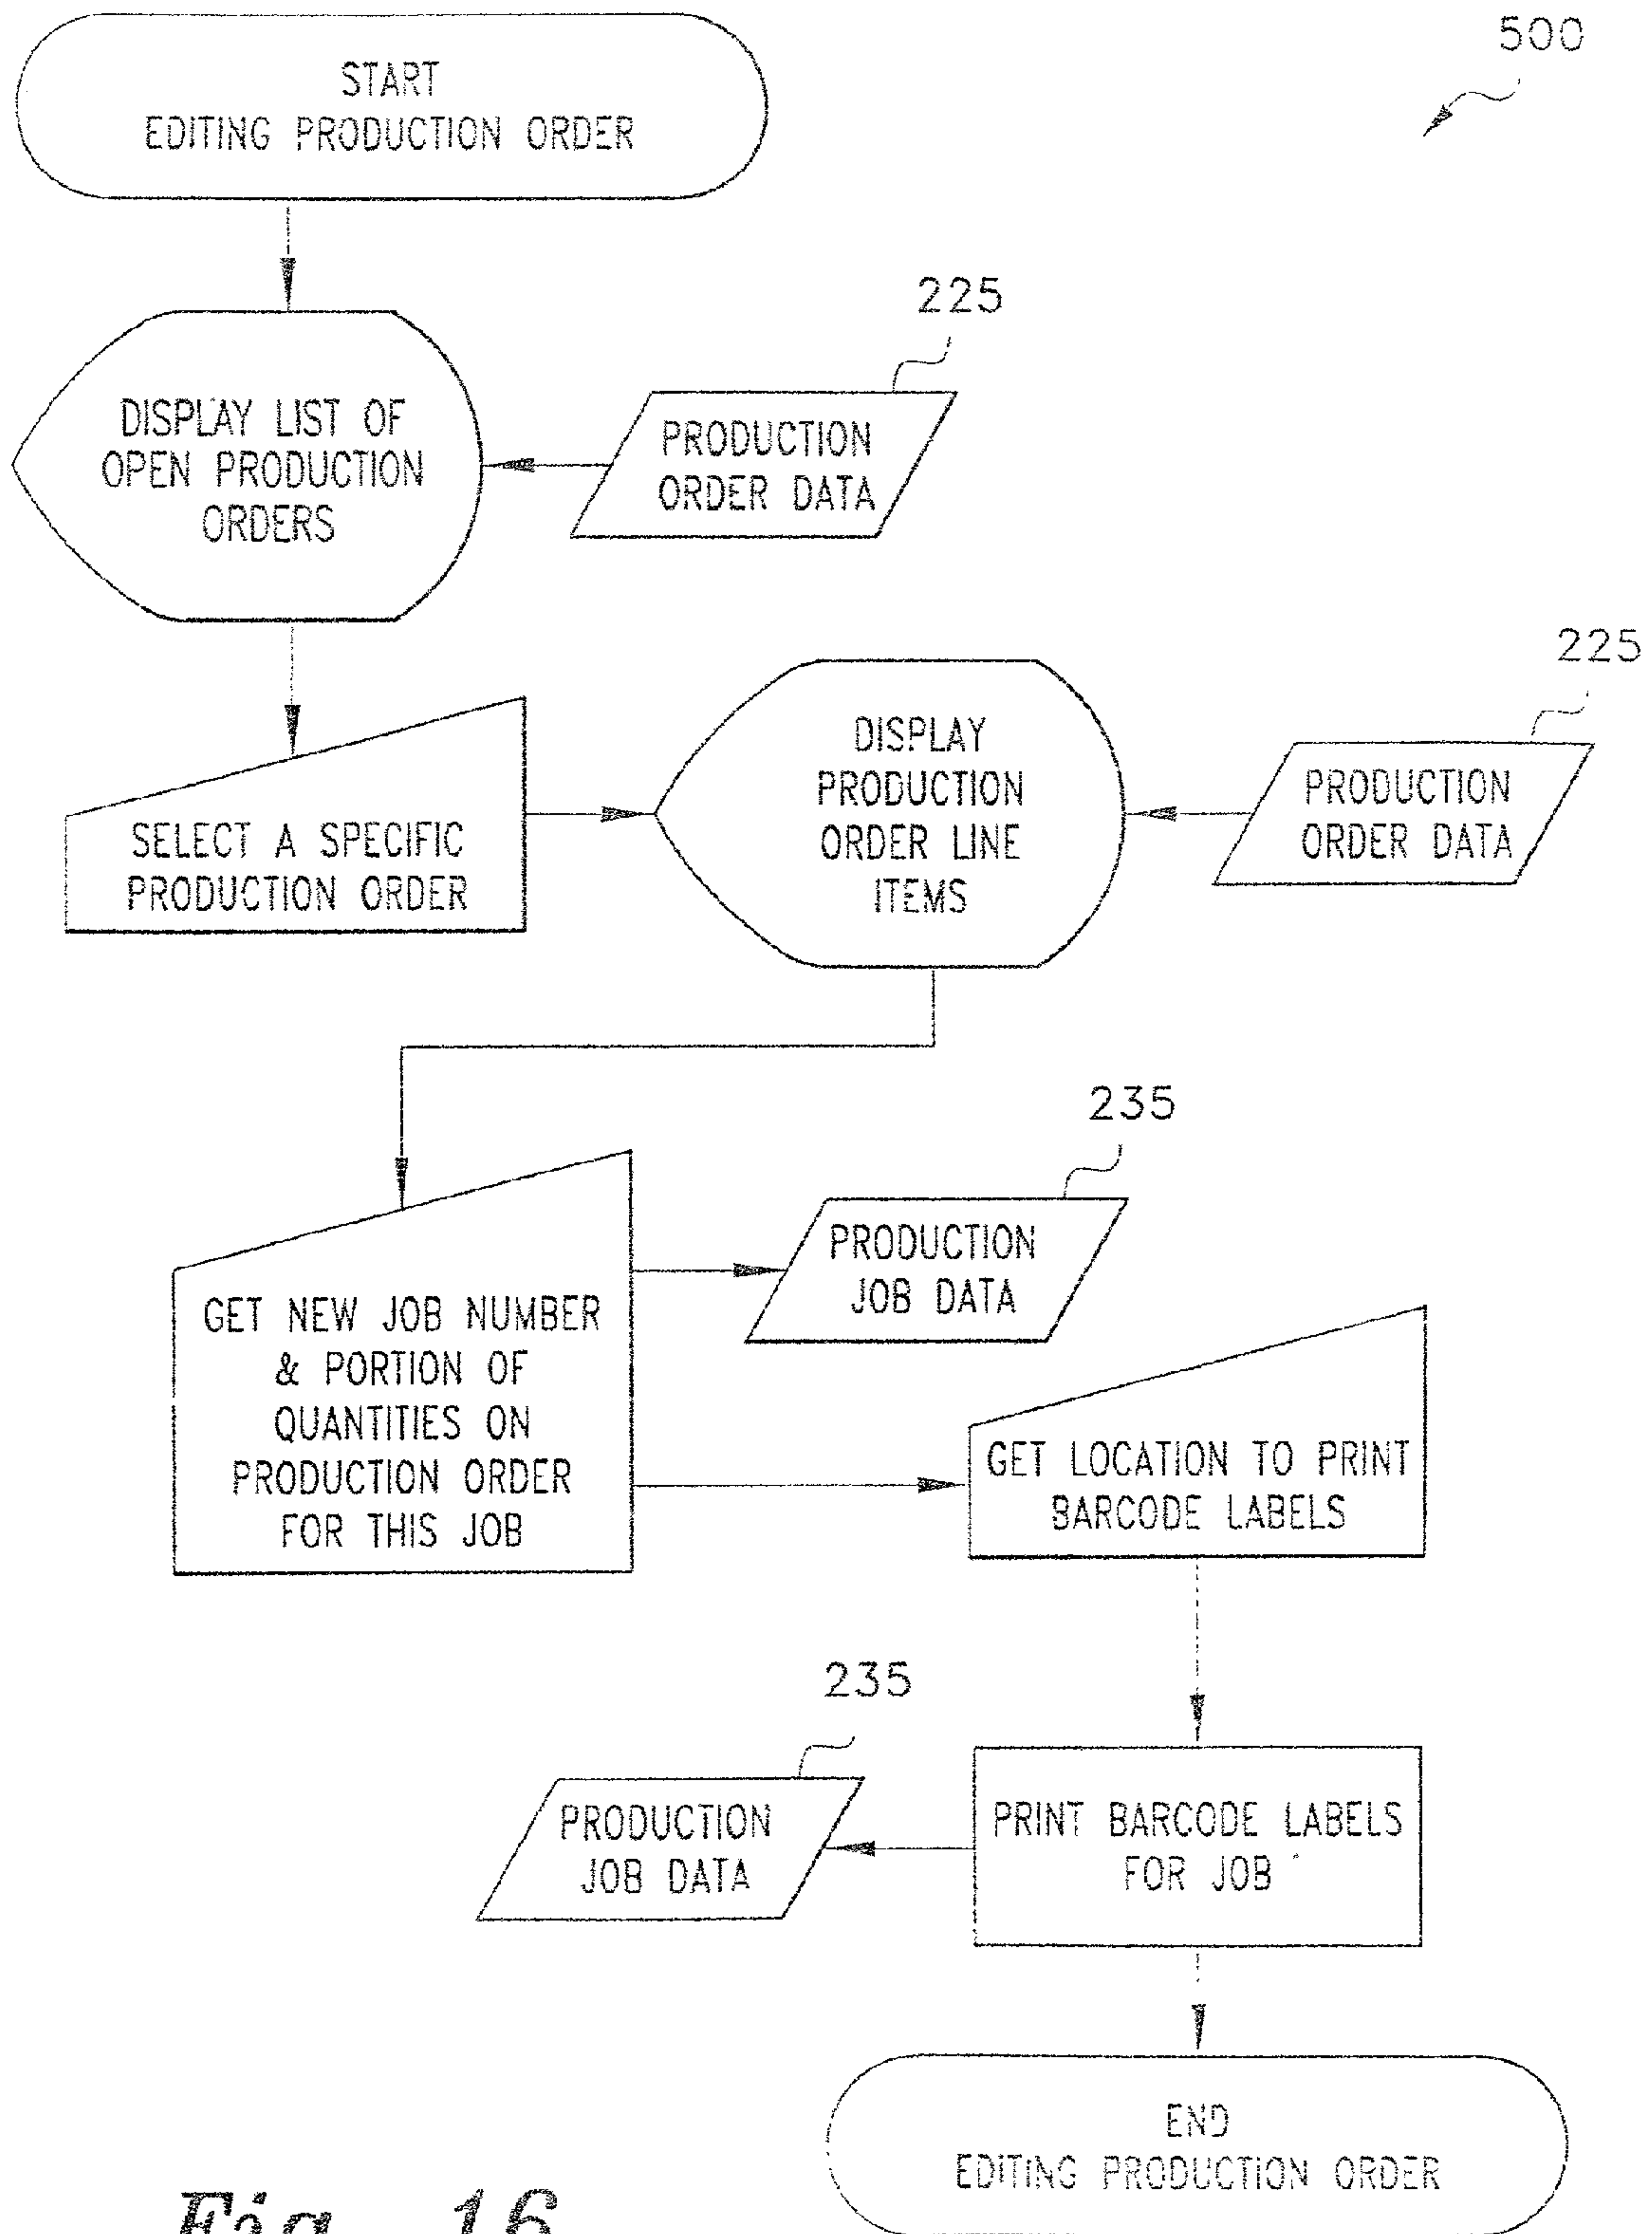 500
START
EDITING PRODUCTION ORDER
225
DISPLAY LIST OF
OPEN PRODUCTION
ORDERS
PRODUCTION
ORDER DATA
225
SELECT A SPECIFIC
PRODUCTION ORDER
DISPLAY
PRODUCTION
ORDER LINE
ITEMS
PRODUCTION
ORDER DATA
235
GET NEW JOB NUMBER
& PORTION OF
QUANTITIES ON
PRODUCTION ORDER
FOR THIS JOB
PRODUCTION
JOB DATA
GET LOCATION TO PRINT
BARCODE LABELS
235
PRODUCTION
JOB DATA
PRINT BARCODE LABELS
FOR JOB
END
EDITING PRODUCTION ORDER
Fig. 16